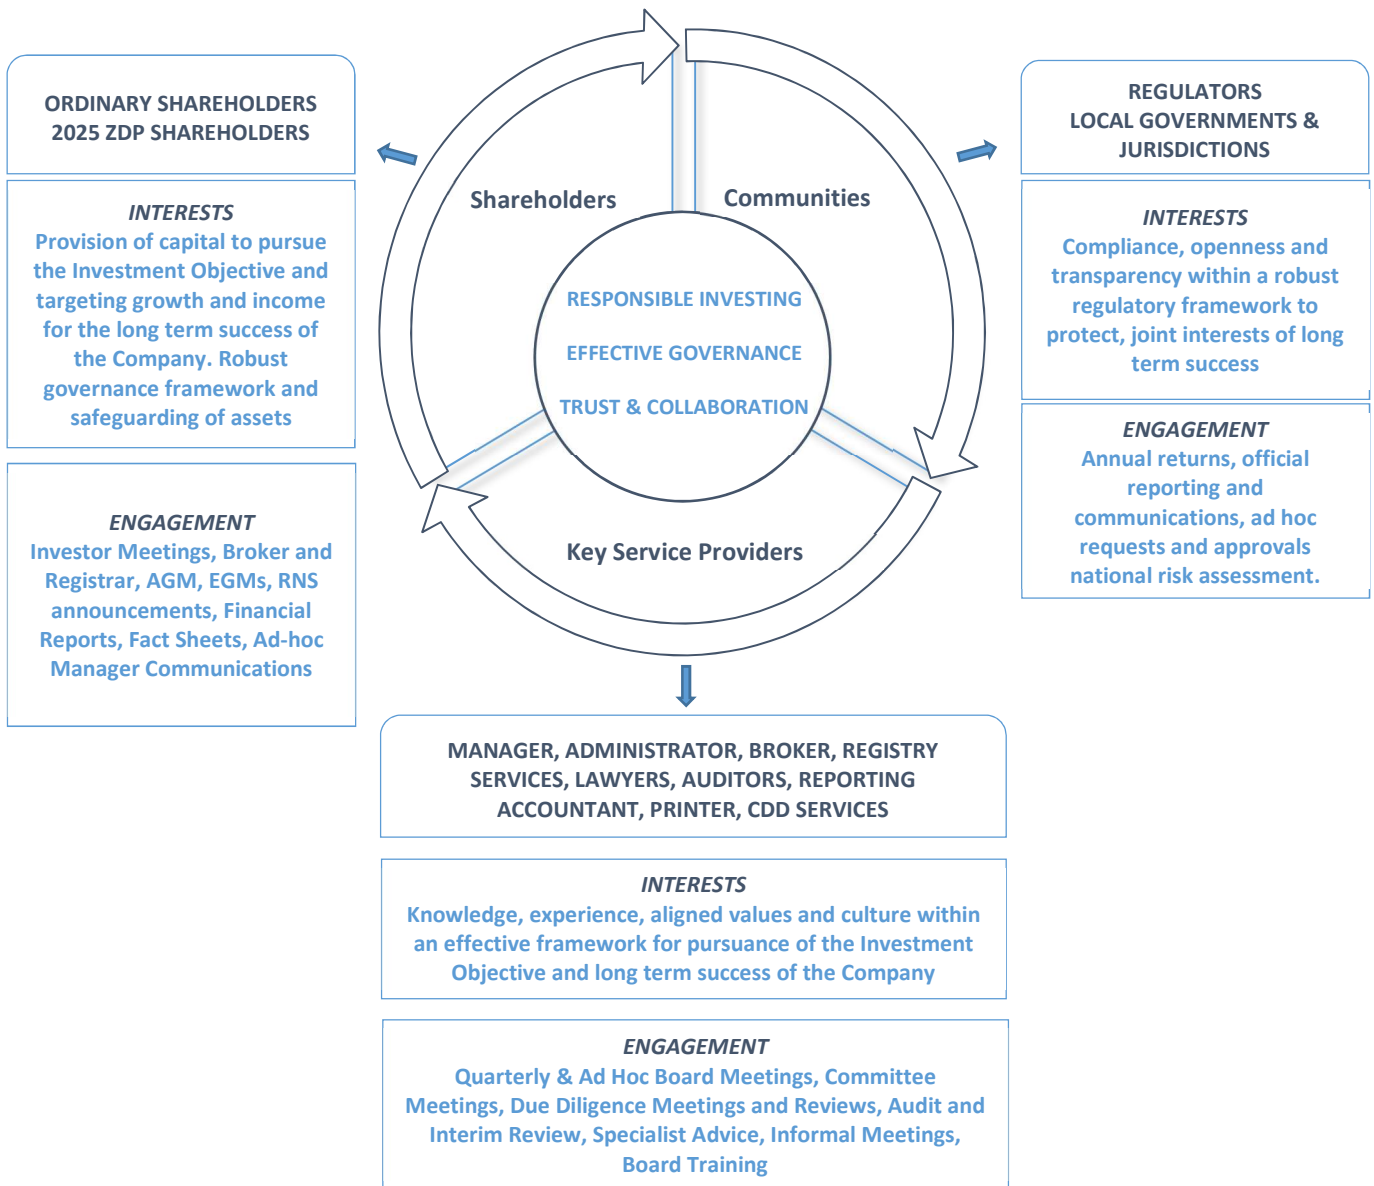 ORDINARY SHAREHOLDERS
2025 ZDP SHAREHOLDERS
INTERESTS
Provision of capital to pursue
the Investment Objective and
targeting growth and income
for the long term success of
the Company. Robust
governance framework and
safeguarding of assets
ENGAGEMENT
Investor Meetings, Broker and
Registrar, AGM, EGMs, RNS
announcements, Financial
Reports, Fact Sheets, Ad-hoc
Manager Communications
Shareholders
Communities
RESPONSIBLE INVESTING
EFFECTIVE GOVERNANCE
TRUST & COLLABORATION
Key Service Providers
REGULATORS
LOCAL GOVERNMENTS &
JURISDICTIONS
INTERESTS
Compliance, openness and
transparency within a robust
regulatory framework to
protect, joint interests of long
term success
ENGAGEMENT
Annual returns, official
reporting and
communications, ad hoc
requests and approvals
national risk assessment.
MANAGER, ADMINISTRATOR, BROKER, REGISTRY
SERVICES, LAWYERS, AUDITORS, REPORTING
ACCOUNTANT, PRINTER, CDD SERVICES
INTERESTS
Knowledge, experience, aligned values and culture within
an effective framework for pursuance of the Investment
Objective and long term success of the Company
ENGAGEMENT
Quarterly & Ad Hoc Board Meetings, Committee
Meetings, Due Diligence Meetings and Reviews, Audit and
Interim Review, Specialist Advice, Informal Meetings,
Board Training